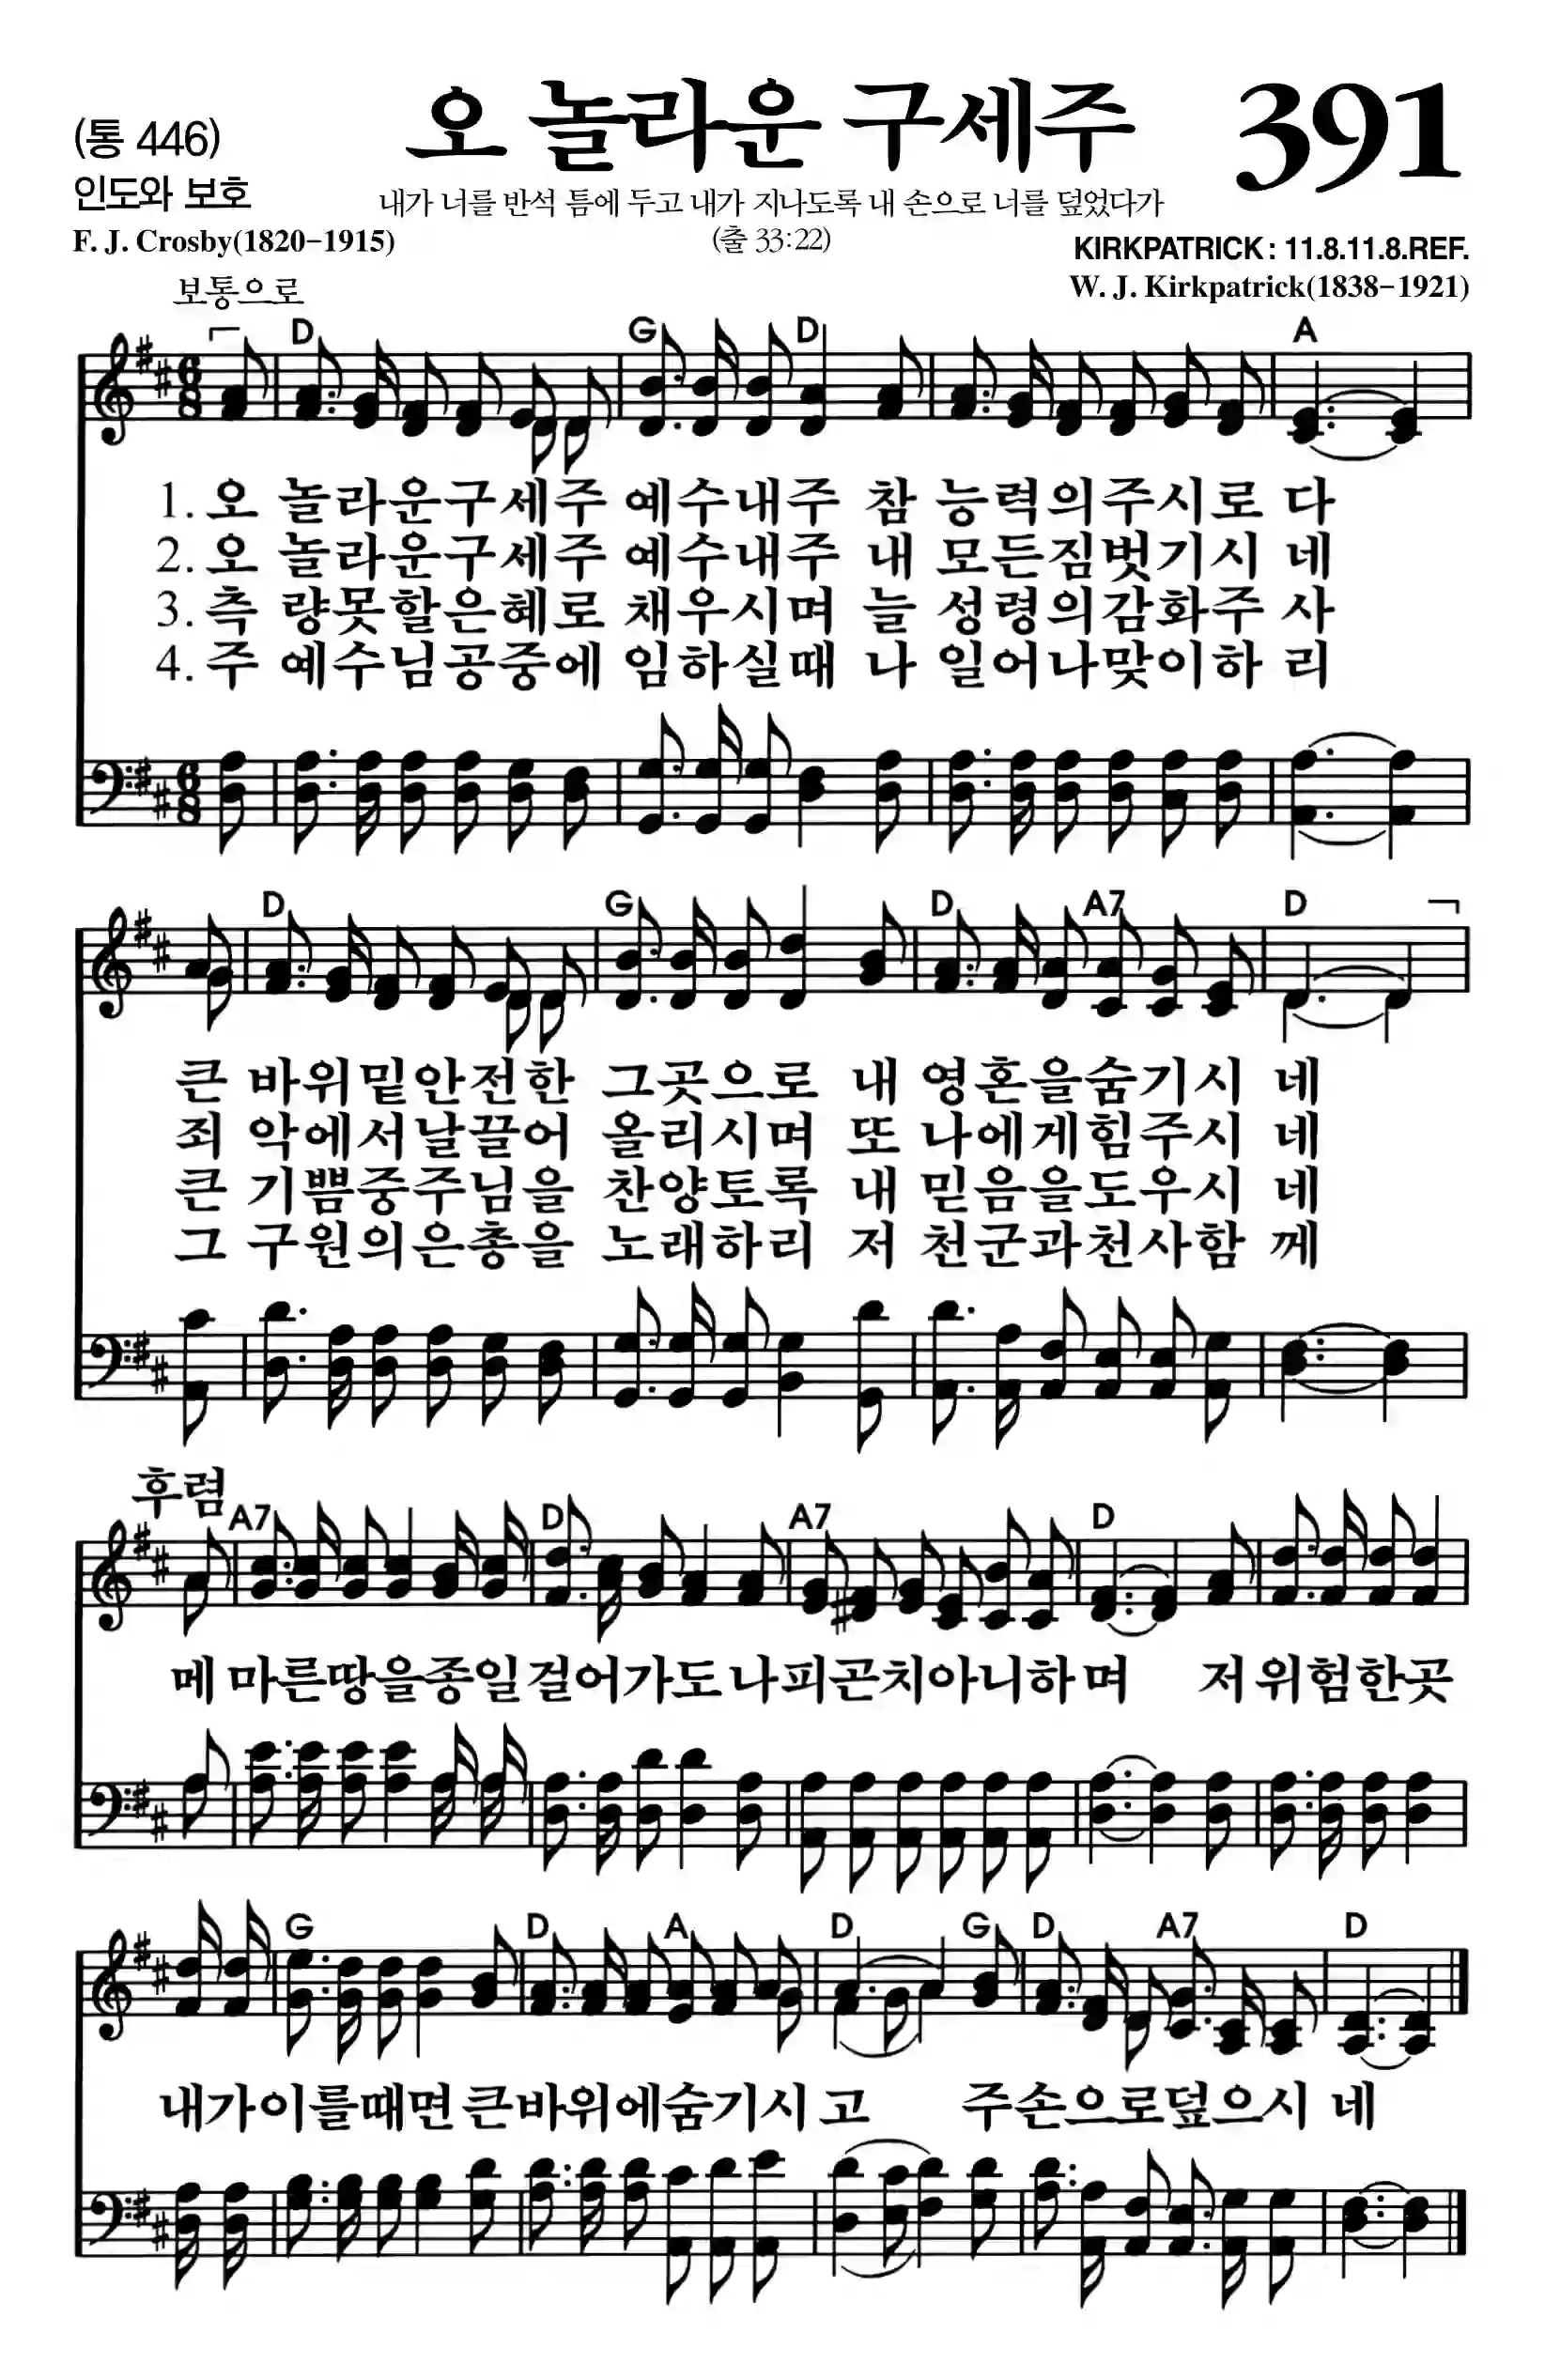 (통 446)
오 놀라운 구세주
391
인도와 보호
내가 너를 반석 틈에 두고 내가 지나도록 내 손으로 너를 덮었다가
(출 33:22)
F. J. Crosby(1820-1915)
KIRKPATRICK : 11.8.11.8.REF.
W. J. Kirkpatrick(1838-1921)
보통으로
D G D A
1. 오 놀라운구세주 예수내주 참 능력의주시로 다
2. 오 놀라운구세주 예수내주 내 모든짐벗기시 네
3. 측 량못할은혜로 채우시며 늘 성령의감화주 사
4. 주 예수님공중에 임하실때 나 일어나맞이하 리
D G D A7 D
큰 바위밑안전한 그곳으로 내 영혼을숨기시 네
죄 악에서날끌어 올리시며 또 나에게힘주시 네
큰 기쁨중주님을 찬양토록 내 믿음을도우시 네
그 구원의은총을 노래하리 저 천군과천사함 께
후렴
A7 D A7 D
메 마른땅을종일걸어가도나피곤치아니하며 저위험한곳
G D A D G D A7 D
내가이를때면큰바위에숨기시고 주손으로덮으시 네